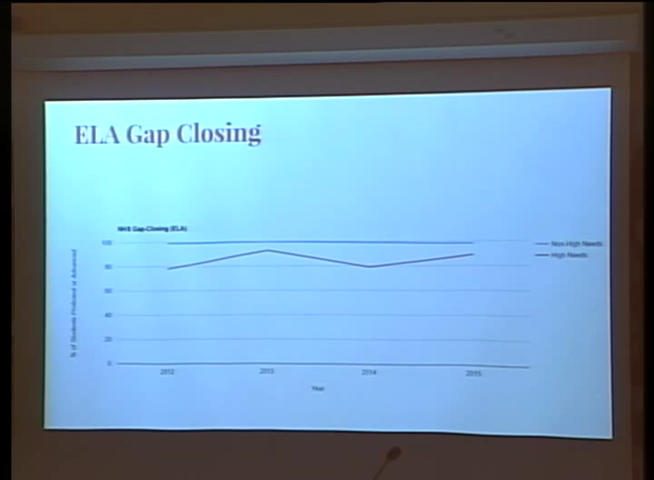 ELA Gap Closing
NHS Gap-Closing (ELA)
% of Students Proficient or Advanced
100
80
60
40
20
0
2012
2013
2014
2015
Year
Non-High Needs
High Needs